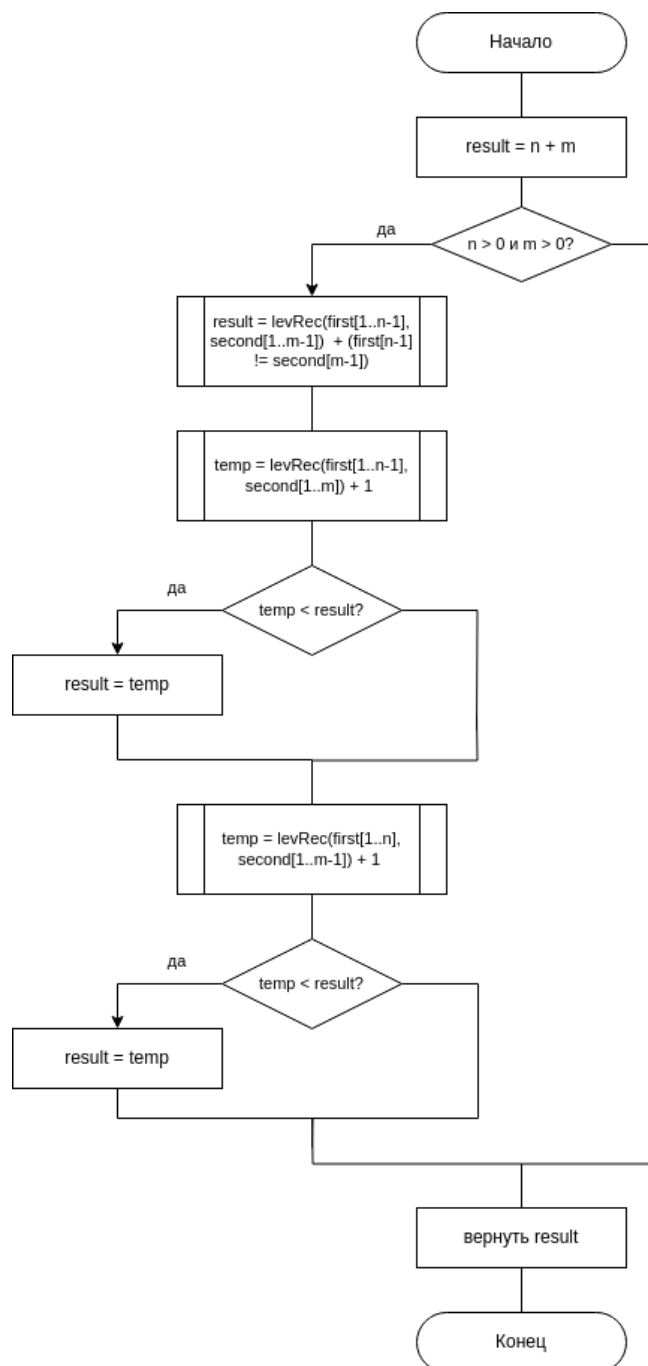 Начало
result = n + m
n > 0 и m > 0?
да
result = levRec(first[1..n-1],
second[1..m-1]) + (first[n-1]
!= second[m-1])
temp = levRec(first[1..n-1],
second[1..m]) + 1
temp < result?
да
result = temp
temp = levRec(first[1..n],
second[1..m-1]) + 1
temp < result?
да
result = temp
вернуть result
Конец